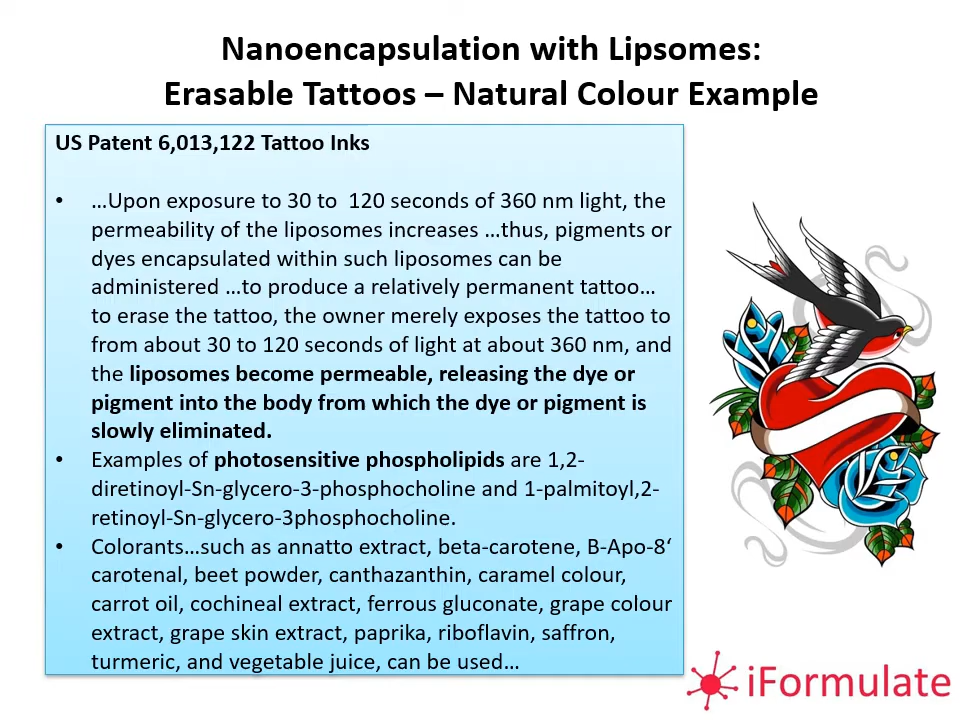 Nanoencapsulation with Lipsomes:
Erasable Tattoos – Natural Colour Example
US Patent 6,013,122 Tattoo Inks
• …Upon exposure to 30 to  120 seconds of 360 nm light, the
permeability of the liposomes increases …thus, pigments or
dyes encapsulated within such liposomes can be
administered …to produce a relatively permanent tattoo…
to erase the tattoo, the owner merely exposes the tattoo to
from about 30 to 120 seconds of light at about 360 nm, and
the liposomes become permeable, releasing the dye or
pigment into the body from which the dye or pigment is
slowly eliminated.
• Examples of photosensitive phospholipids are 1,2-
diretinoyl-Sn-glycero-3-phosphocholine and 1-palmitoyl,2-
retinoyl-Sn-glycero-3phosphocholine.
• Colorants…such as annatto extract, beta-carotene, B-Apo-8‘
carotenal, beet powder, canthazanthin, caramel colour,
carrot oil, cochineal extract, ferrous gluconate, grape colour
extract, grape skin extract, paprika, riboflavin, saffron,
turmeric, and vegetable juice, can be used…
iFormulate